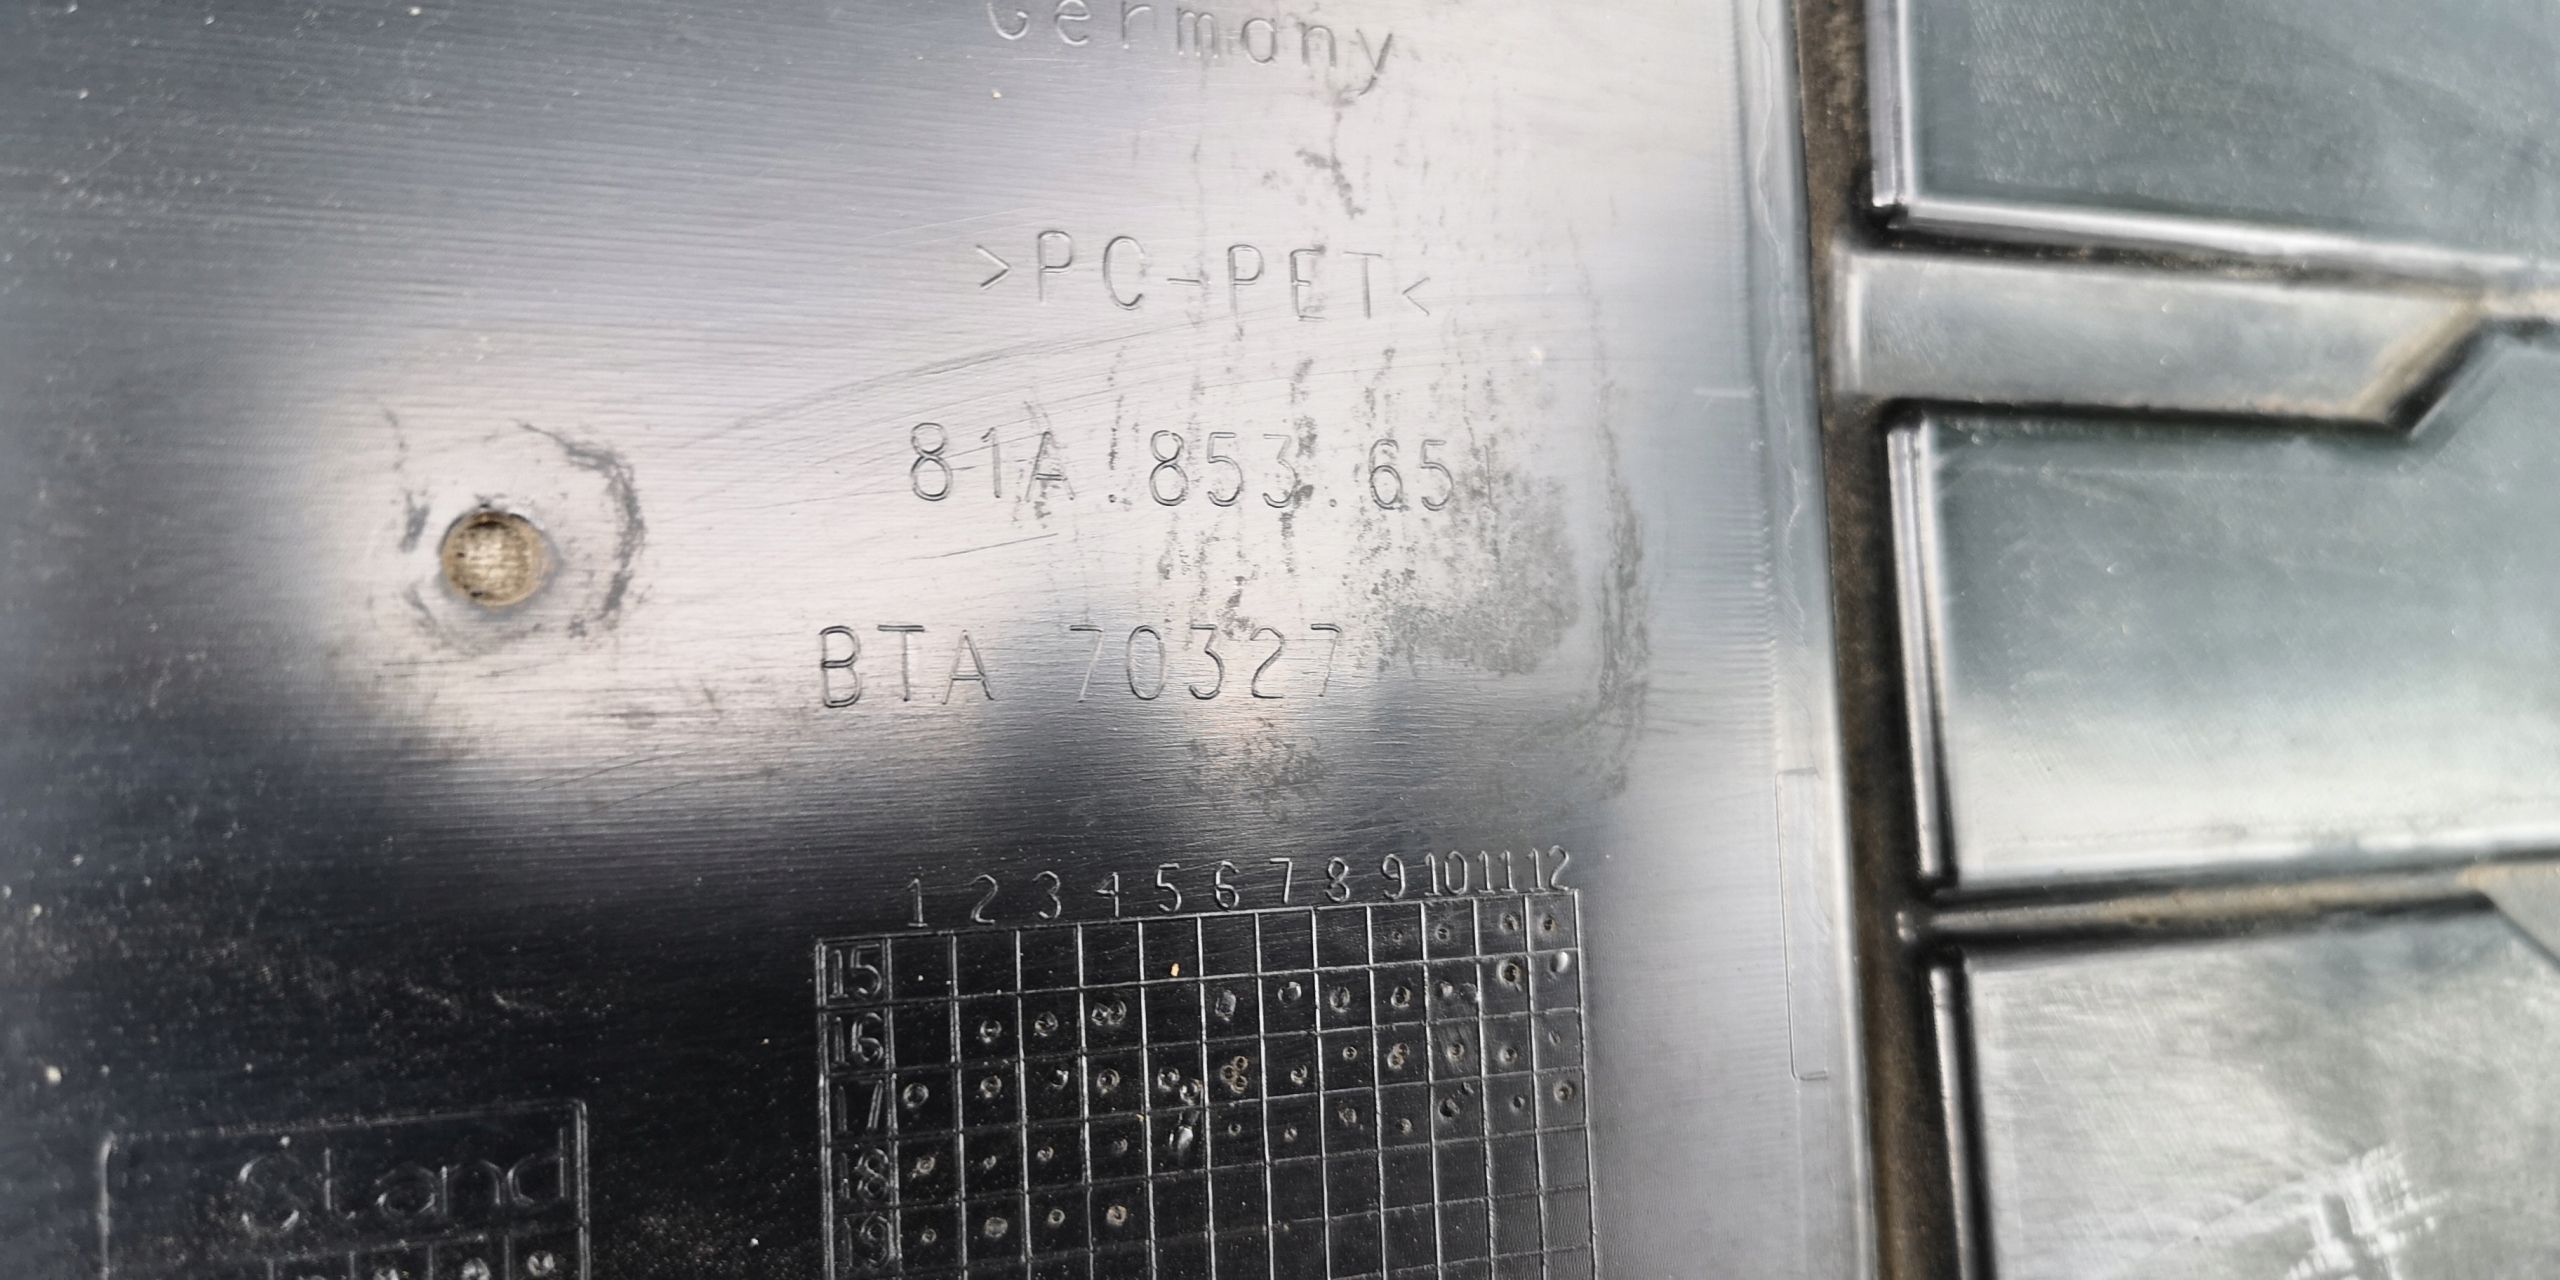 Germany
>PC-PET<
81A.853.651
BTA 70327
1 2 3 4 5 6 7 8 9 10 11 12
15
16
17
18
19
Stand